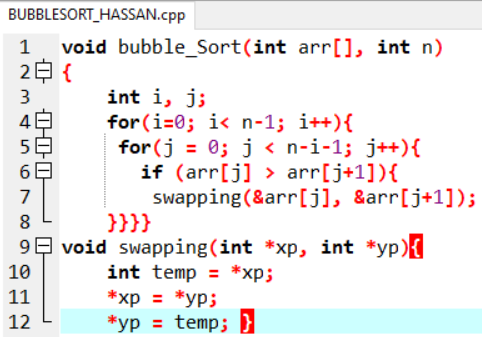 BUBBLESORT_HASSAN.cpp
1 void bubble_Sort(int arr[], int n)
2 {
3 int i, j;
4 for(i=0; i< n-1; i++){
5 for(j = 0; j < n-i-1; j++){
6 if (arr[j] > arr[j+1]){
7 swapping(&arr[j], &arr[j+1]);
8 }}}}
9 void swapping(int *xp, int *yp){
10 int temp = *xp;
11 *xp = *yp;
12 *yp = temp; }